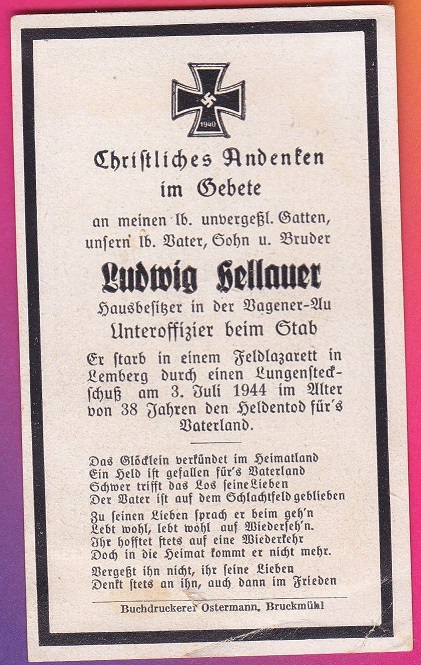 1940
Christliches Andenken
im Gebete
an meinen lb. unvergeßl. Gatten,
unsern lb. Vater, Sohn u. Bruder
Ludwig Hellauer
Hausbesitzer in der Vagener-Au
Unteroffizier beim Stab
Er starb in einem Feldlazarett in
Lemberg durch einen Lungensteck-
schuß am 3. Juli 1944 im Alter
von 38 Jahren den Heldentod für's
Vaterland.
Das Glöcklein verkündet im Heimatland
Ein Held ist gefallen für's Vaterland
Schwer trifft das Los seine Lieben
Der Vater ist auf dem Schlachtfeld geblieben
Zu seinen Lieben sprach er beim geh'n
Lebt wohl, lebt wohl auf Wiederseh'n.
Ihr hofftet stets auf eine Wiederkehr
Doch in die Heimat kommt er nicht mehr.
Vergeßt ihn nicht, ihr seine Lieben
Denkt stets an ihn, auch dann im Frieden
Buchdruckerer Ostermann, Bruckmühl